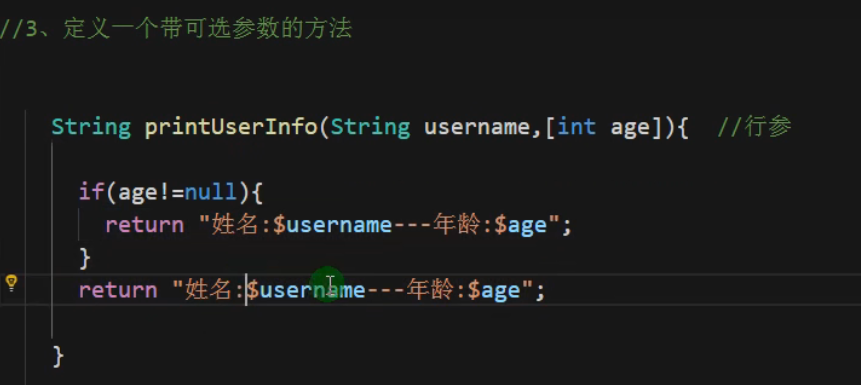 //3、定义一个带可选参数的方法
String printUserInfo(String username,[int age]){  //行参
if(age!=null){
return "姓名:$username---年龄:$age";
}
return "姓名:$username---年龄:$age";
}